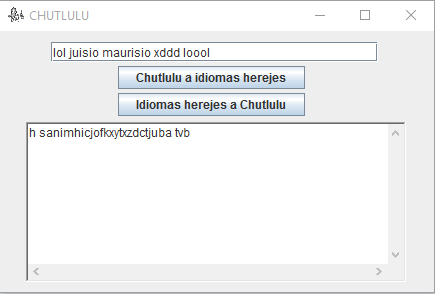 CHUTLULU
lol juisio maurisio xddd loool
Chutlulu a idiomas herejes
Idiomas herejes a Chutlulu
h sanimhicjofkxytxzdctjuba tvb